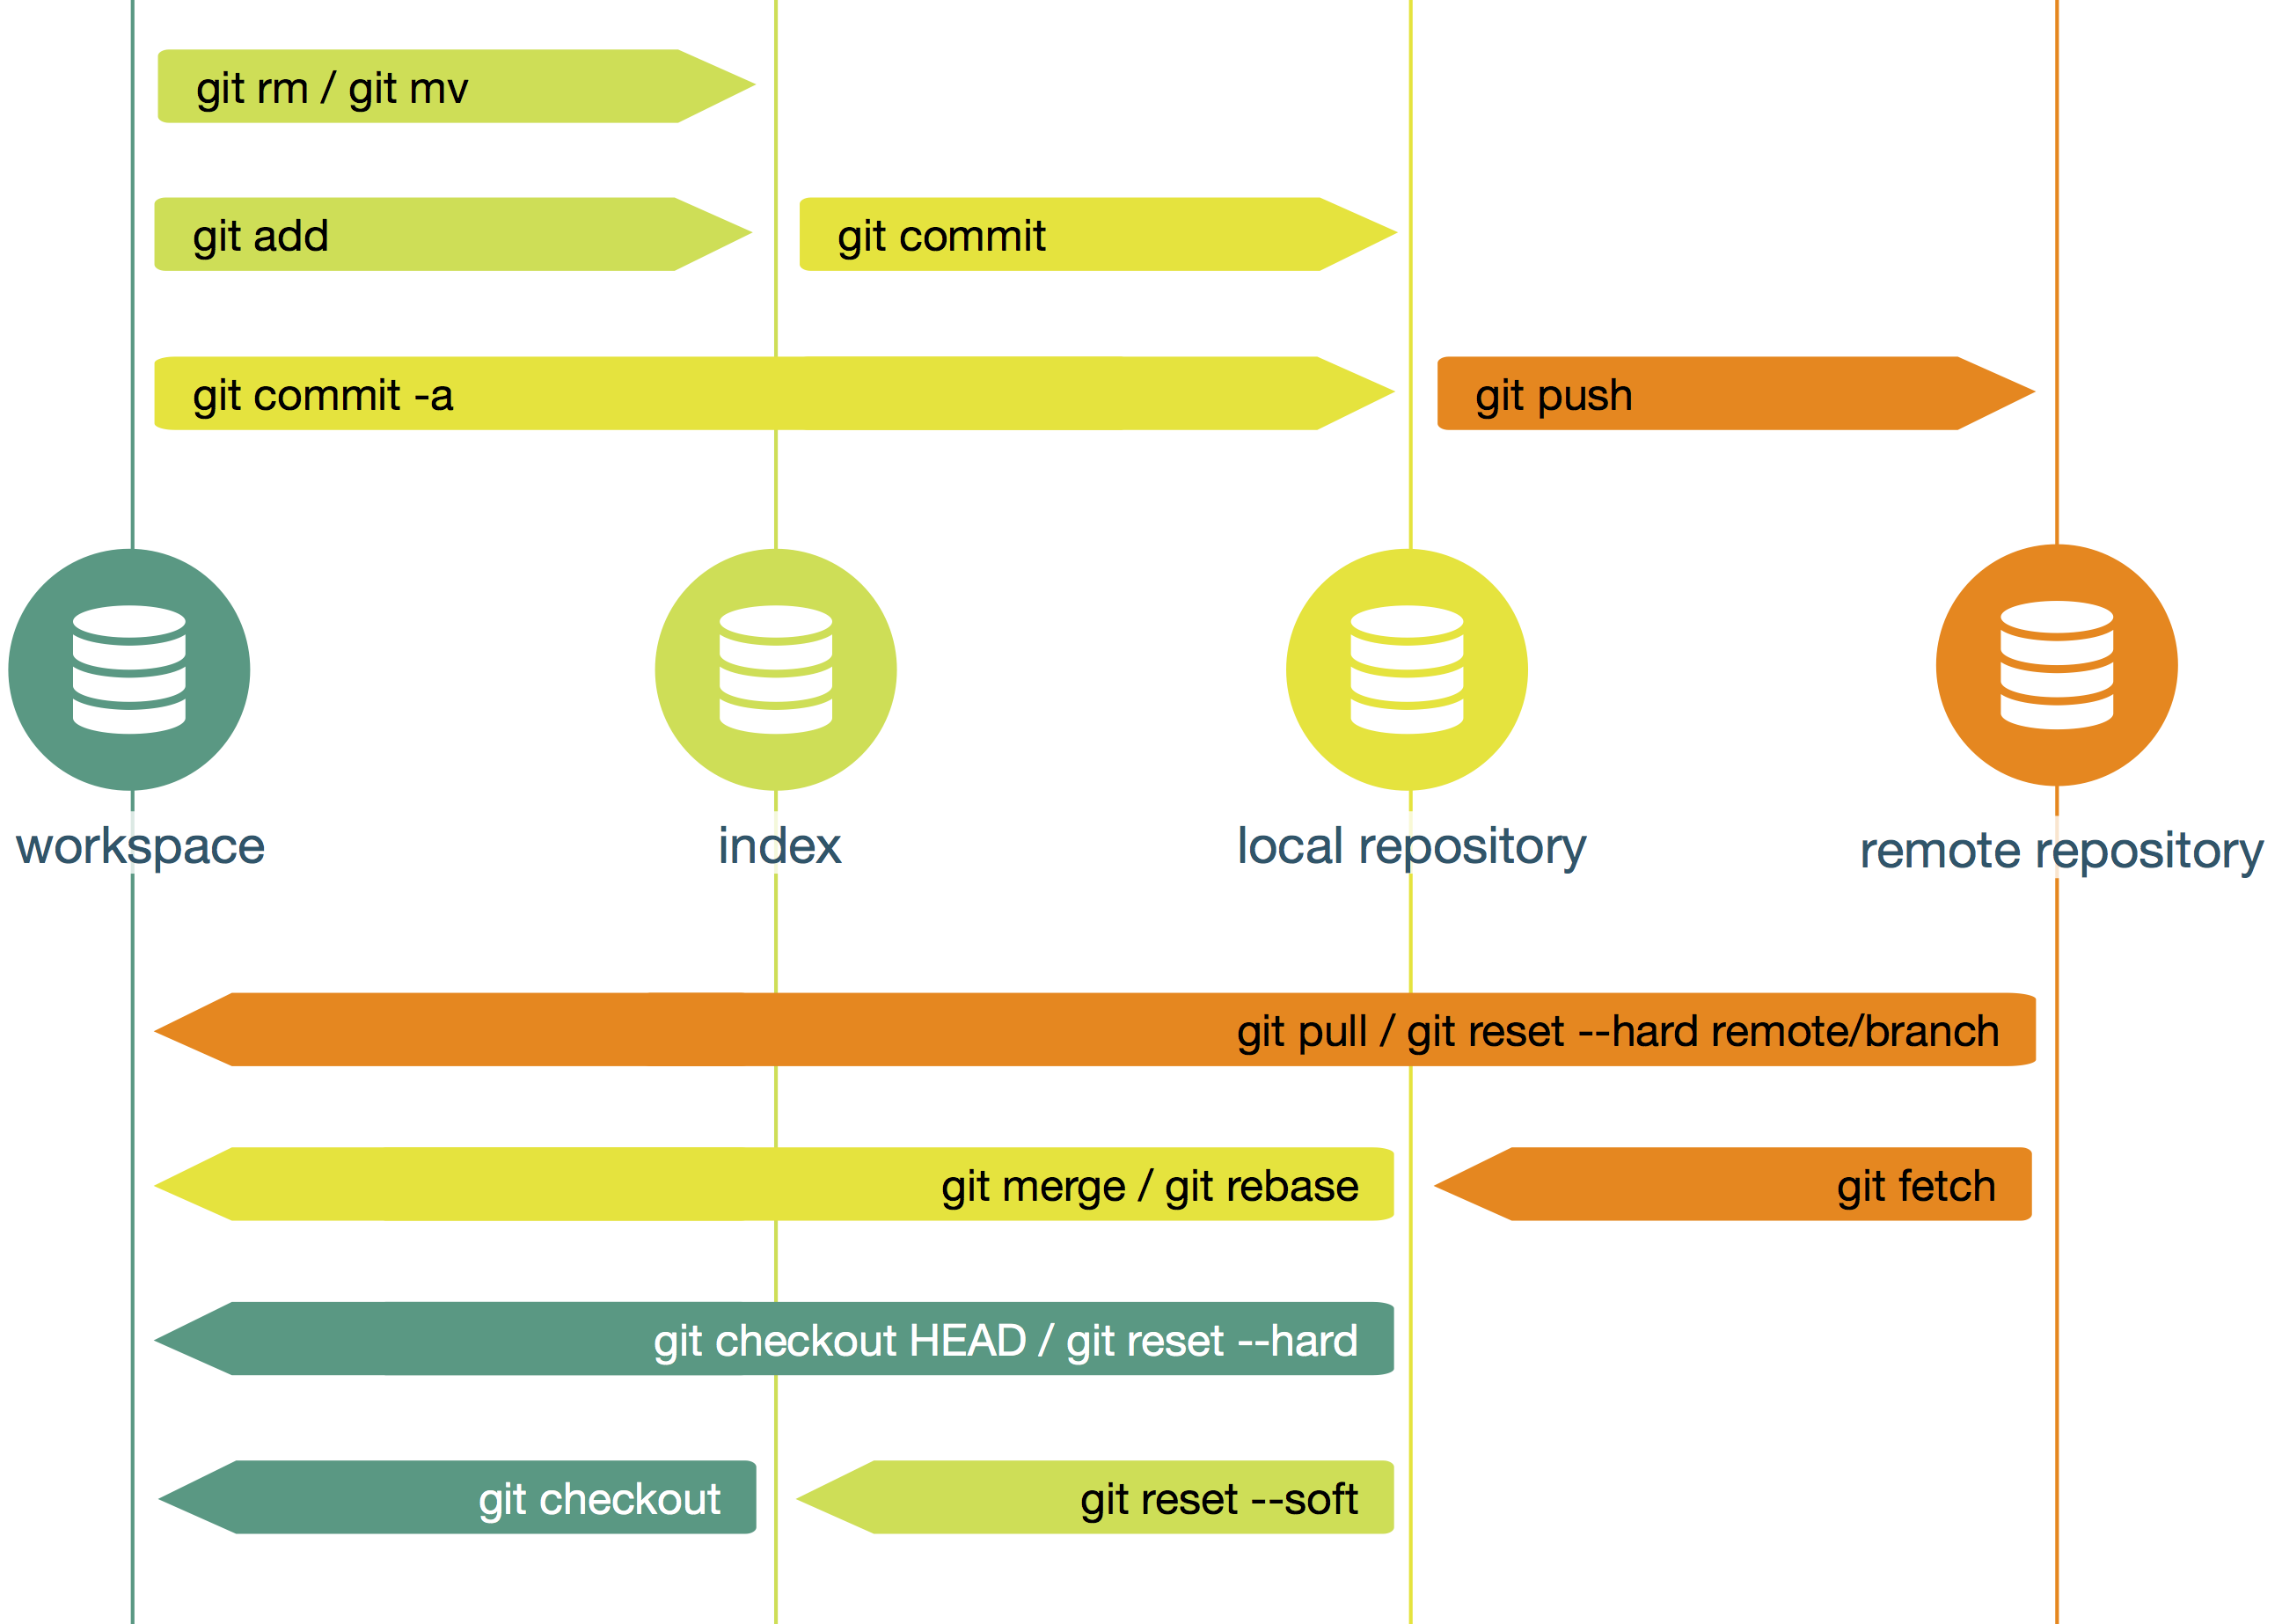 git rm / git mv
git add
git commit
git commit -a
git push
workspace
index
local repository
remote repository
git pull / git reset --hard remote/branch
git merge / git rebase
git fetch
git checkout HEAD / git reset --hard
git checkout
git reset --soft